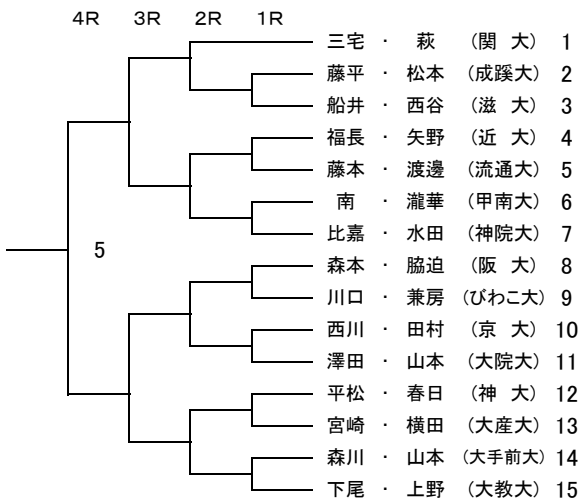 4R 3R 2R 1R
三宅 ・ 萩 (関 大) 1
藤平 ・ 松本 (成蹊大) 2
船井 ・ 西谷 (滋 大) 3
福長 ・ 矢野 (近 大) 4
藤本 ・ 渡邊 (流通大) 5
南 ・ 瀧華 (甲南大) 6
比嘉 ・ 水田 (神院大) 7
5
森本 ・ 脇迫 (阪 大) 8
川口 ・ 兼房 (びわこ大) 9
西川 ・ 田村 (京 大) 10
澤田 ・ 山本 (大院大) 11
平松 ・ 春日 (神 大) 12
宮崎 ・ 横田 (大産大) 13
森川 ・ 山本 (大手前大) 14
下尾 ・ 上野 (大教大) 15